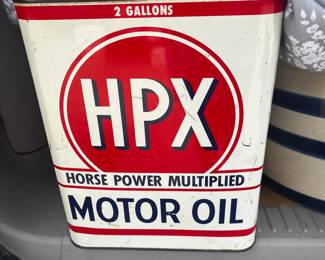 2 GALLONS
HPX
HORSE POWER MULTIPLIED
MOTOR OIL